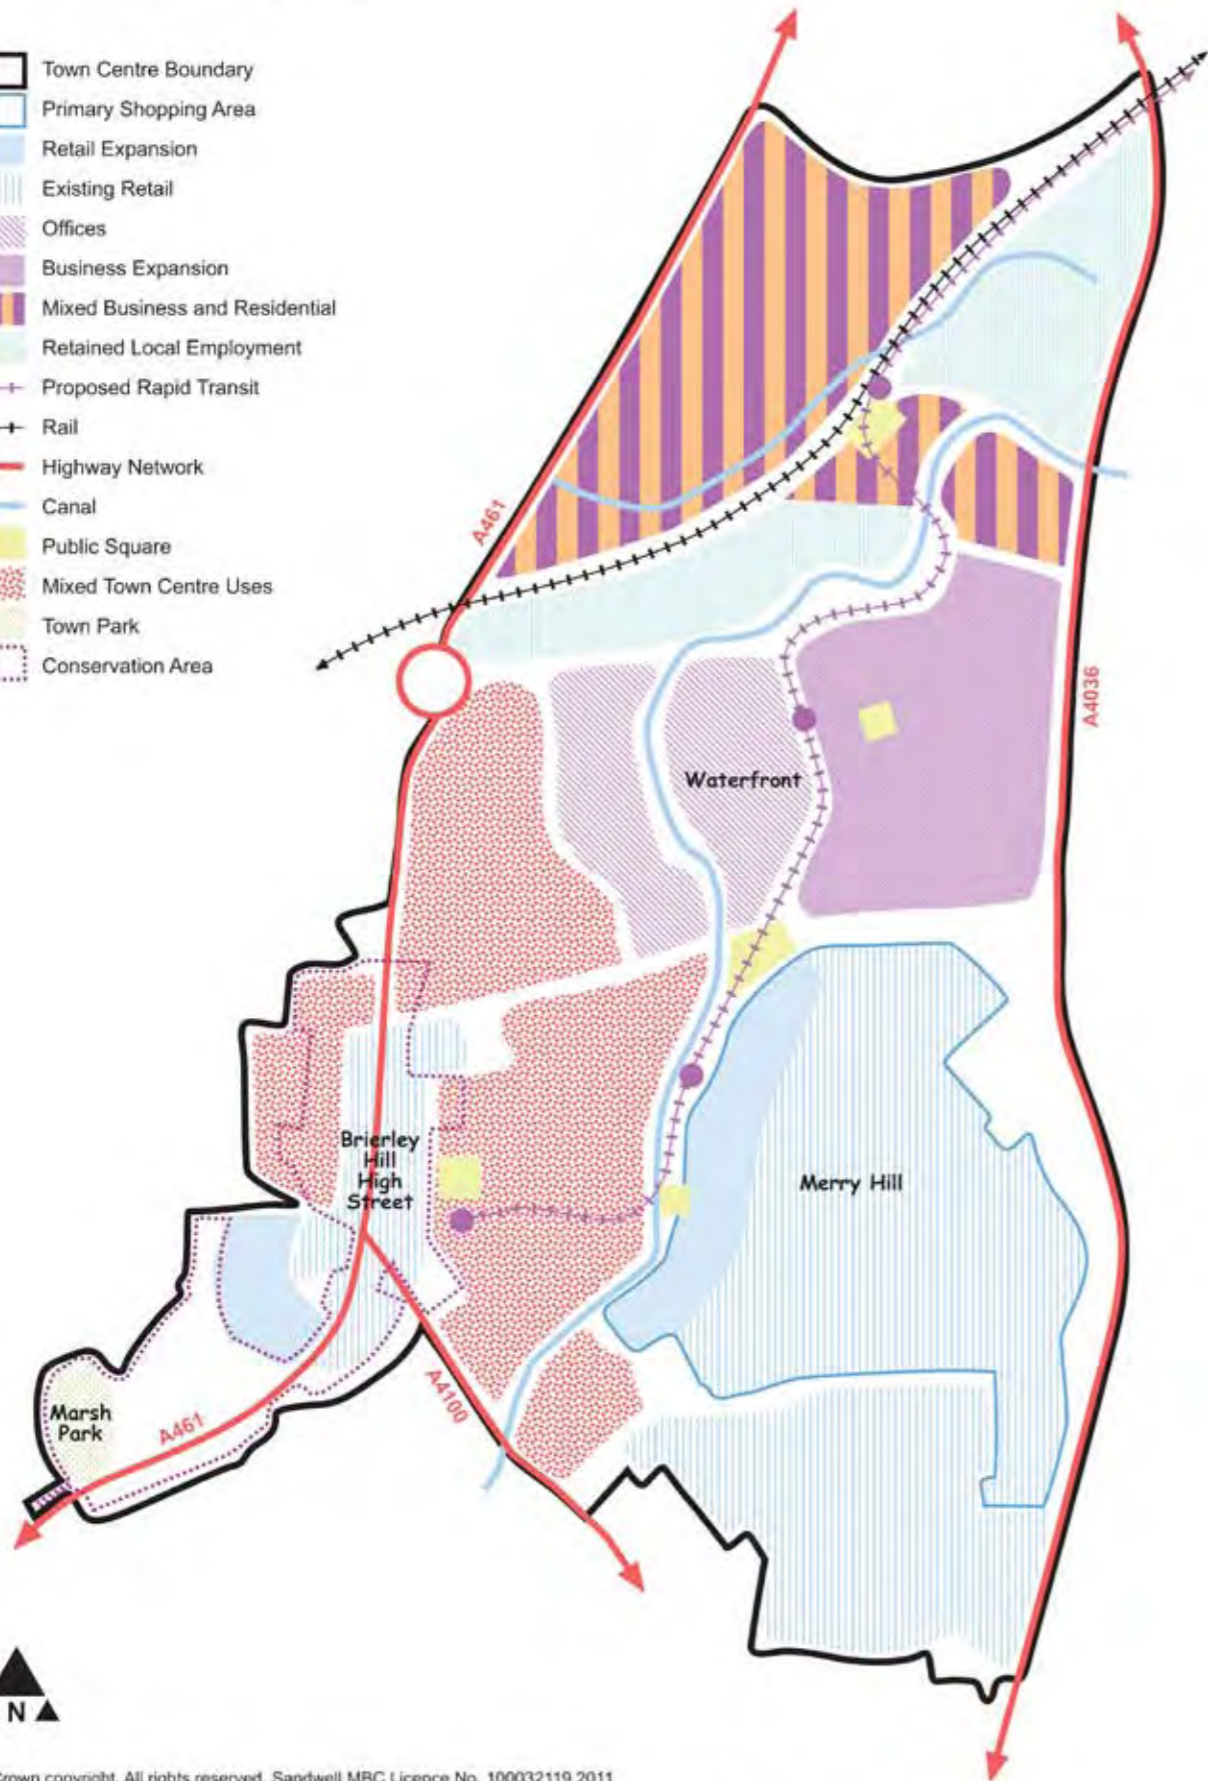 Town Centre Boundary
Primary Shopping Area
Retail Expansion
Existing Retail
Offices
Business Expansion
Mixed Business and Residential
Retained Local Employment
Proposed Rapid Transit
Rail
Highway Network
Canal
Public Square
Mixed Town Centre Uses
Town Park
Conservation Area
A461
A4036
Waterfront
Brierley
Hill
High
Street
Merry Hill
A4100
Marsh
Park
A461
N
Crown copyright. All rights reserved. Sandwell MBC Licence No. 100032119 2011